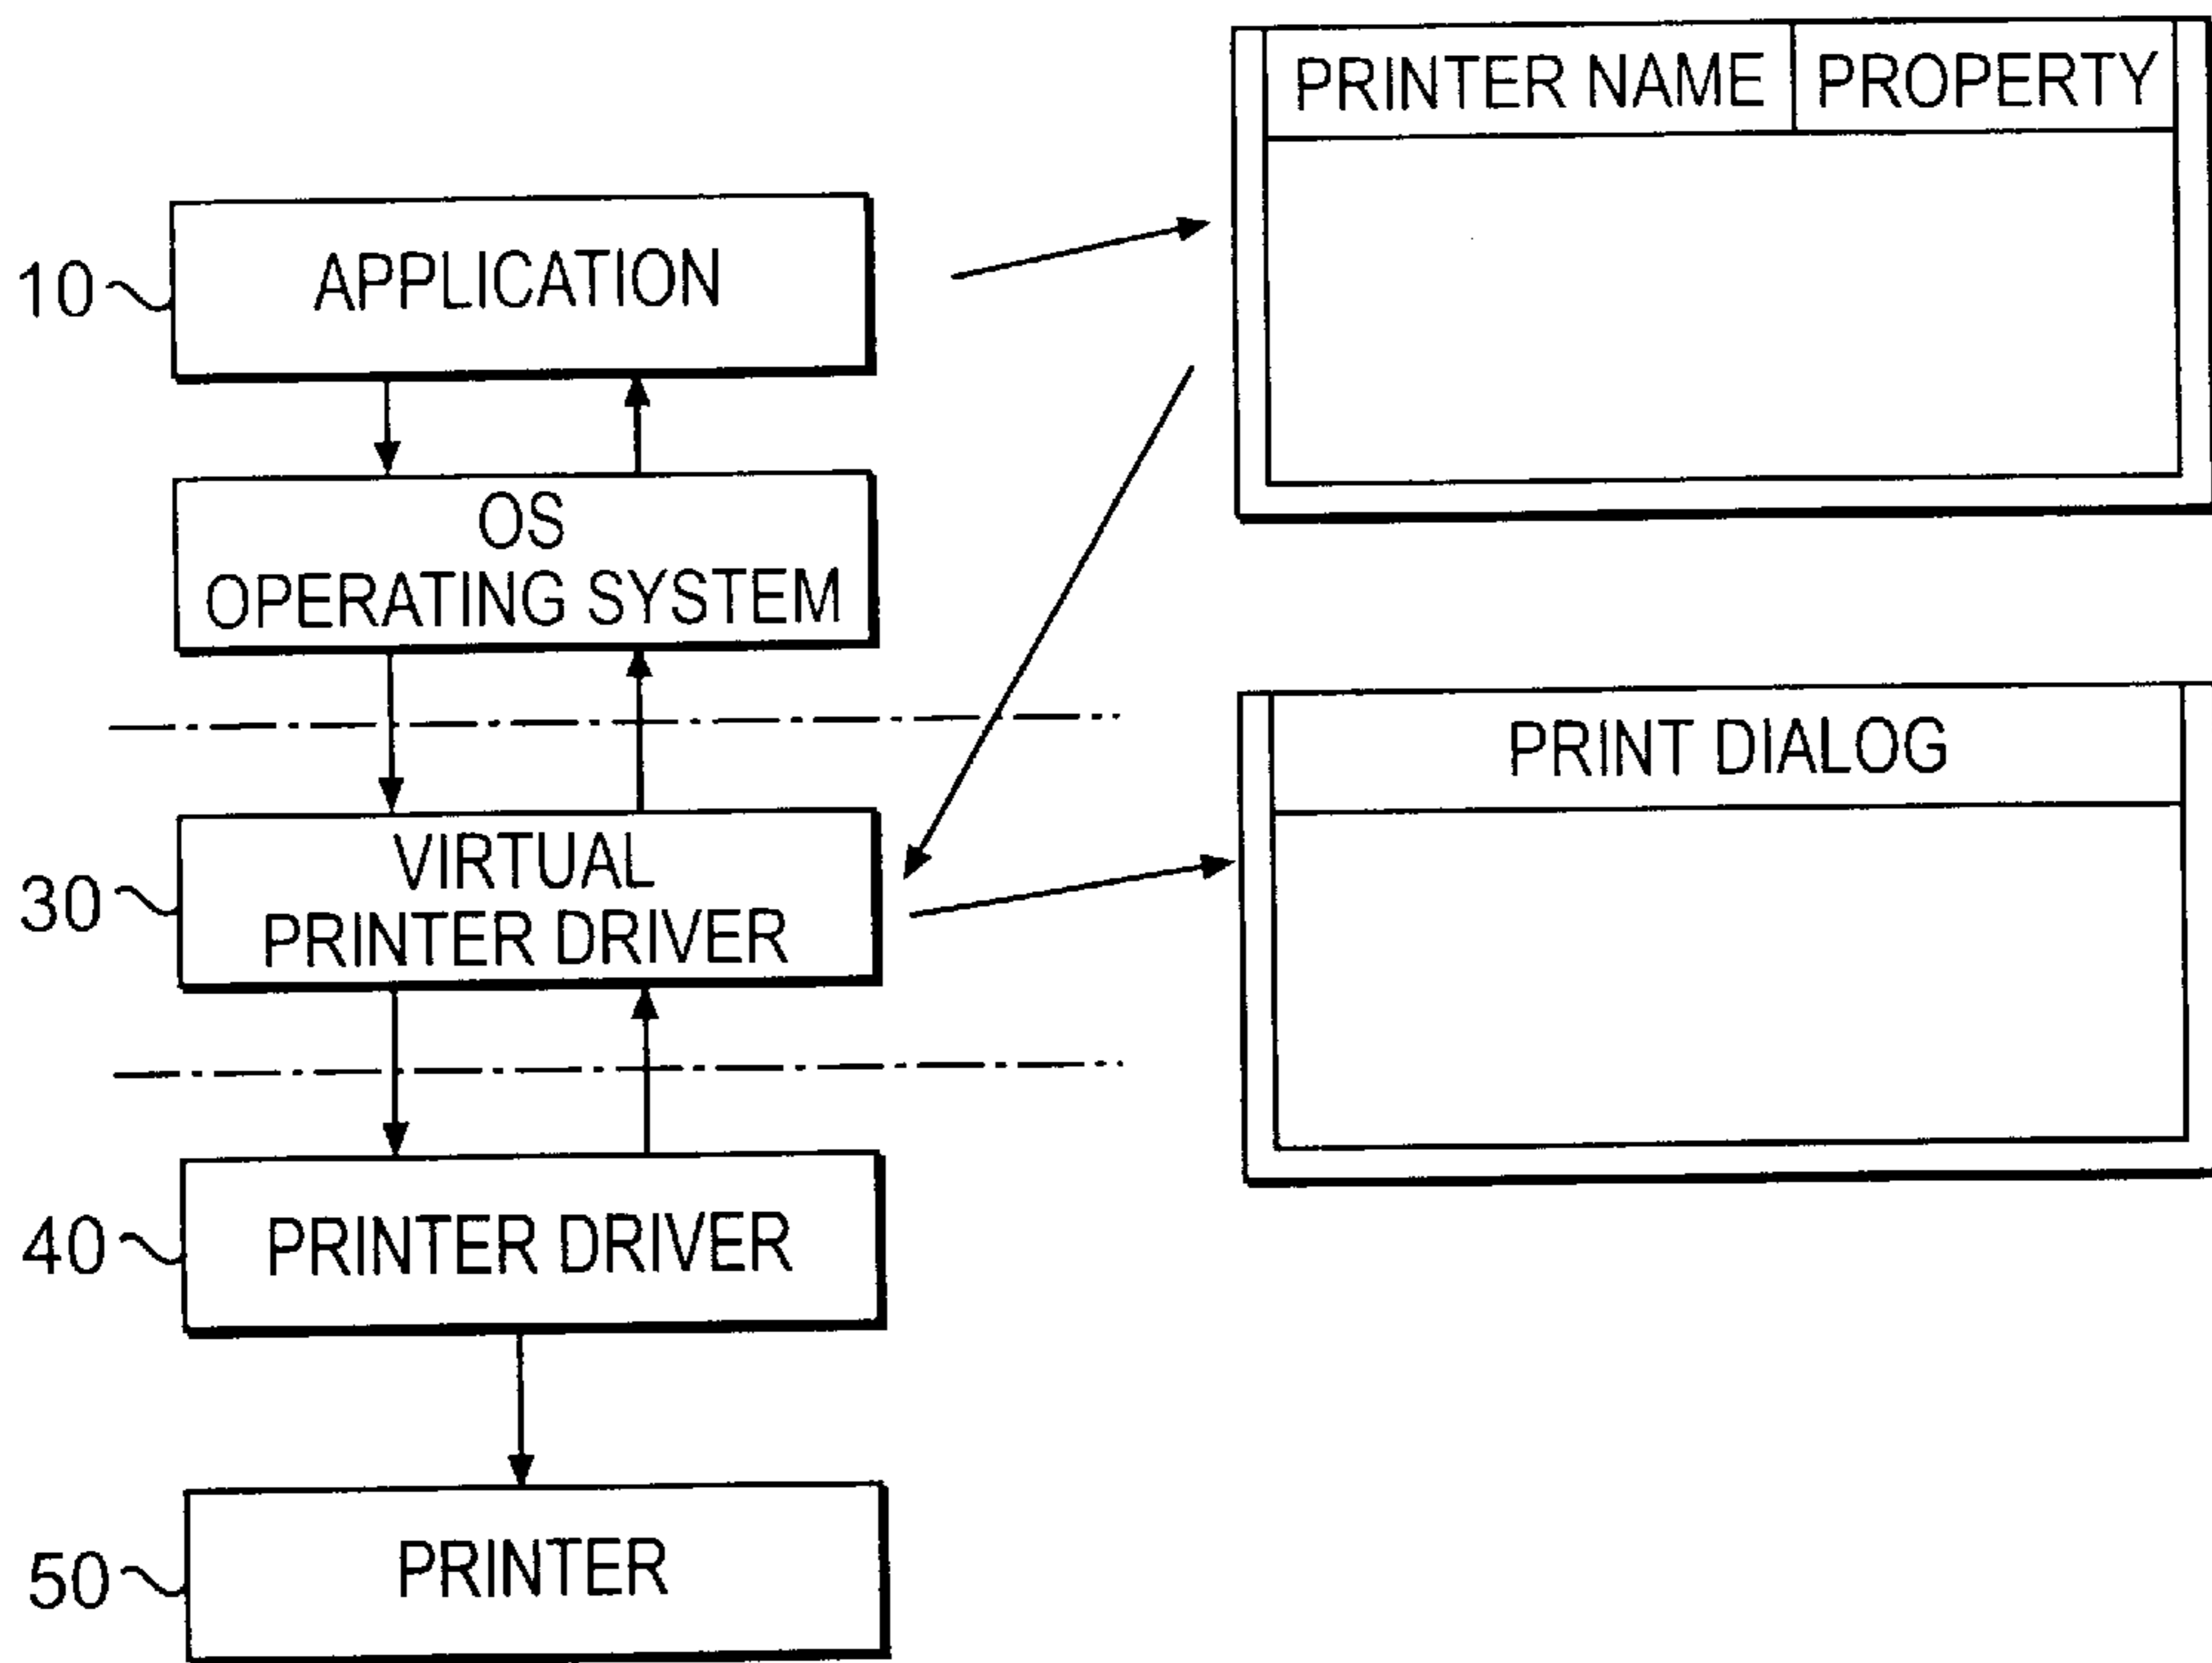 PRINTER NAME PROPERTY
10 APPLICATION
OS
OPERATING SYSTEM
PRINT DIALOG
30 VIRTUAL
PRINTER DRIVER
40 PRINTER DRIVER
50 PRINTER